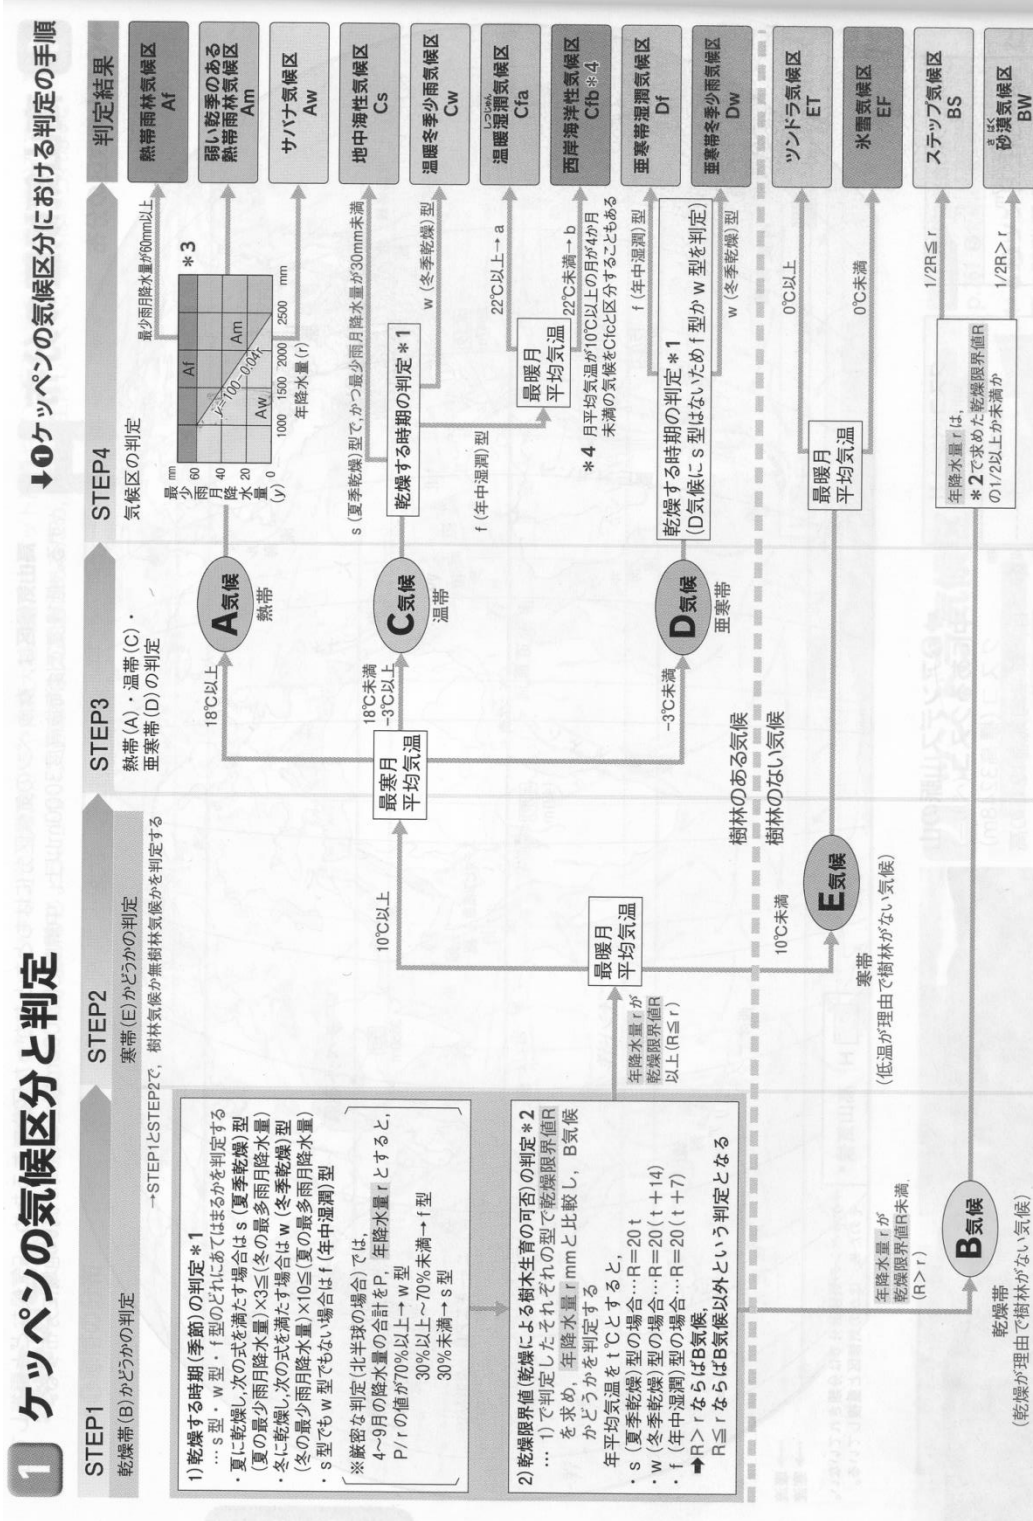 1 ケッペンの気候区分と判定
↓❶ケッペンの気候区分における判定の手順
STEP1
乾燥帯(B)かどうかの判定
STEP2
寒帯(E)かどうかの判定
→STEP1とSTEP2で，樹林気候か無樹林気候かを判定する
STEP3
熱帯(A)・温帯(C)・
亜寒帯(D)の判定
STEP4
気候区の判定
判定結果
1)乾燥する時期(季節)の判定＊1
…s型・w型・f型のどれにあてはまるかを判定する
・夏に乾燥し,次の式を満たす場合はs(夏季乾燥)型
(夏の最少雨月降水量)×3≦(冬の最多雨月降水量)
・冬に乾燥し,次の式を満たす場合はw(冬季乾燥)型
(冬の最少雨月降水量)×10≦(夏の最多雨月降水量)
・s型でもw型でもない場合はf(年中湿潤)型
※厳密な判定(北半球の場合)では,
4〜9月の降水量の合計をP，年降水量rとすると,
P/rの値が70%以上→w型
30%以上〜70%未満→f型
30%未満→s型
2)乾燥限界値(乾燥による樹木生育の可否)の判定＊2
…1)で判定したそれぞれの型で乾燥限界値R
を求め,年降水量rmmと比較し，B気候
かどうかを判定する
年平均気温をt℃とすると,
・s(夏季乾燥)型の場合…R=20t
・w(冬季乾燥)型の場合…R=20(t+14)
・f(年中湿潤)型の場合…R=20(t+7)
➡R>rならばB気候,
R≦rならばB気候以外という判定となる
年降水量rが
乾燥限界値R
以上(R≦r)
年降水量rが
乾燥限界値R未満
(R>r)
最暖月
平均気温
10℃以上
10℃未満
最寒月
平均気温
18℃以上
18℃未満
−3℃以上
−3℃未満
A気候
熱帯
C気候
温帯
D気候
亜寒帯
樹林のある気候
樹林のない気候
E気候
寒帯
(低温が理由で樹林がない気候)
B気候
乾燥帯
(乾燥が理由で樹林がない気候)
最少雨月降水量(y)
mm
60
40
20
0
Af
Am
Aw
y=100−0.04r
1000 1500 2000 2500 mm
年降水量(r)
＊3
最少雨月降水量が60mm以上
s(夏季乾燥)型で,かつ最少雨月降水量が30mm未満
乾燥する時期の判定＊1
w(冬季乾燥)型
f(年中湿潤)型
最暖月
平均気温
22℃以上→a
22℃未満→b
＊4 月平均気温が10℃以上の月が4か月
未満の気候をCfcと区分することもある
乾燥する時期の判定＊1
(D気候にs型はないためf型かw型を判定)
f(年中湿潤)型
w(冬季乾燥)型
最暖月
平均気温
0℃以上
0℃未満
年降水量rは，
＊2で求めた乾燥限界値R
の1/2以上か未満か
1/2R≦r
1/2R>r
熱帯雨林気候区
Af
弱い乾季のある
熱帯雨林気候区
Am
サバナ気候区
Aw
地中海性気候区
Cs
温暖冬季少雨気候区
Cw
しつじゅん
温暖湿潤気候区
Cfa
西岸海洋性気候区
Cfb＊4
亜寒帯湿潤気候区
Df
亜寒帯冬季少雨気候区
Dw
ツンドラ気候区
ET
氷雪気候区
EF
ステップ気候区
BS
さばく
砂漠気候区
BW